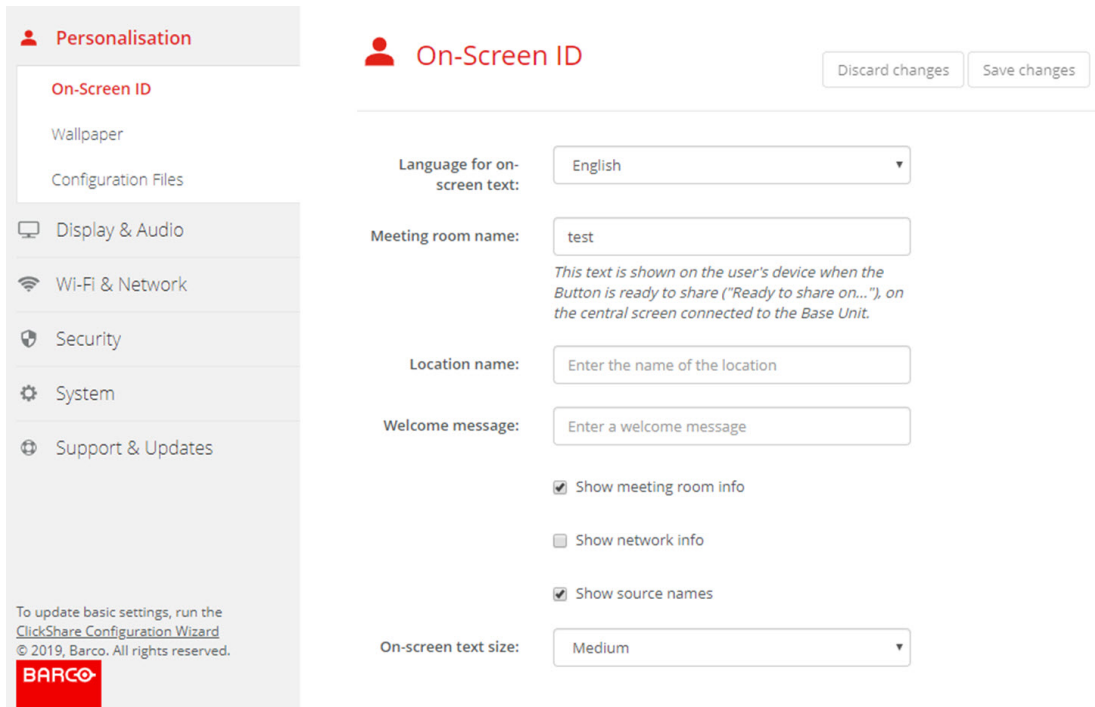 Personalisation
On-Screen ID
Wallpaper
Configuration Files
Display & Audio
Wi-Fi & Network
Security
System
Support & Updates
To update basic settings, run the
ClickShare Configuration Wizard
© 2019, Barco. All rights reserved.
BARCO
On-Screen ID
Discard changes
Save changes
Language for on-
screen text:
English
Meeting room name:
test
This text is shown on the user's device when the
Button is ready to share ("Ready to share on..."), on
the central screen connected to the Base Unit.
Location name:
Enter the name of the location
Welcome message:
Enter a welcome message
Show meeting room info
Show network info
Show source names
On-screen text size:
Medium